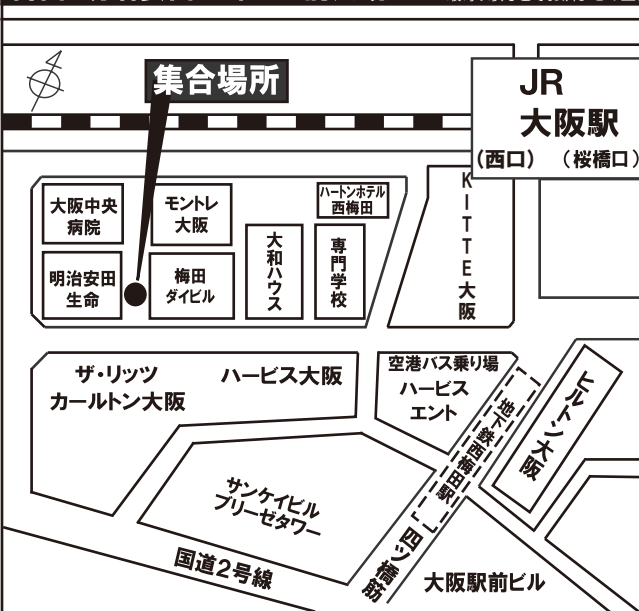 集合場所
JR
大阪駅
（西口）　（桜橋口）
大阪中央
病院
モントレ
大阪
ハートンホテル
西梅田
KITTE大阪
明治安田
生命
梅田
ダイビル
大和ハウス
専門学校
ザ・リッツ
カールトン大阪
ハービス大阪
空港バス乗り場
ハービス
エント
地下鉄西梅田駅
ヒルトン大阪
サンケイビル
ブリーゼタワー
国道2号線
四ツ橋筋
大阪駅前ビル